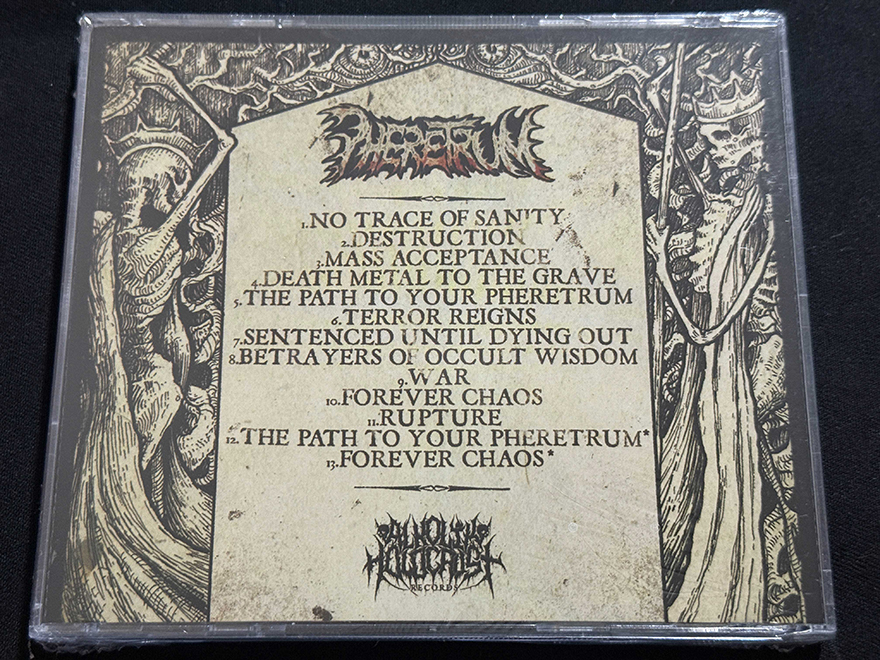 PHERETRUM
1.NO TRACE OF SANITY
2.DESTRUCTION
3.MASS ACCEPTANCE
4.DEATH METAL TO THE GRAVE
5.THE PATH TO YOUR PHERETRUM
6.TERROR REIGNS
7.SENTENCED UNTIL DYING OUT
8.BETRAYERS OF OCCULT WISDOM
9.WAR
10.FOREVER CHAOS
11.RUPTURE
12.THE PATH TO YOUR PHERETRUM*
13.FOREVER CHAOS*
HOLOCAUST
RECORDS